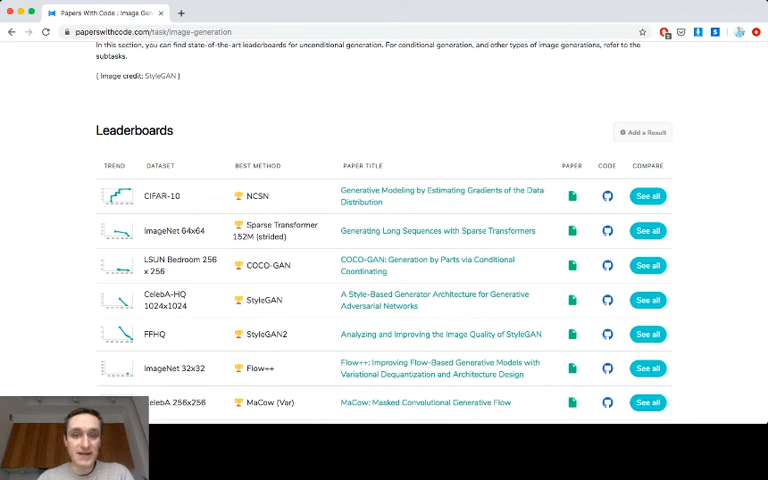 Papers With Code : Image Gen
paperswithcode.com/task/image-generation
In this section, you can find state-of-the-art leaderboards for unconditional generation. For conditional generation, and other types of image generations, refer to the
subtasks.
( Image credit: StyleGAN )
Leaderboards
Add a Result
TREND DATASET BEST METHOD PAPER TITLE PAPER CODE COMPARE
CIFAR-10 NCSN Generative Modeling by Estimating Gradients of the Data
Distribution See all
ImageNet 64x64 Sparse Transformer
152M (strided) Generating Long Sequences with Sparse Transformers See all
LSUN Bedroom 256
x 256 COCO-GAN COCO-GAN: Generation by Parts via Conditional
Coordinating See all
CelebA-HQ
1024x1024 StyleGAN A Style-Based Generator Architecture for Generative
Adversarial Networks See all
FFHQ StyleGAN2 Analyzing and Improving the Image Quality of StyleGAN See all
ImageNet 32x32 Flow++ Flow++: Improving Flow-Based Generative Models with
Variational Dequantization and Architecture Design See all
elebA 256x256 MaCow (Var) MaCow: Masked Convolutional Generative Flow See all